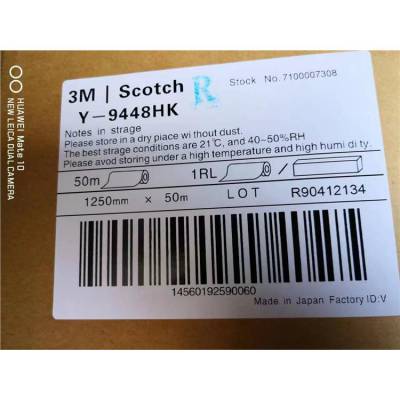 3M | Scotch R
Stock No.7100007308
Y-9448HK
Notes in strage
Please store in a dry place wi thout dust.
The best strage conditions are 21℃, and 40~50%RH
Please avod storing under a high temperature and high humi di ty.
50m 1RL /
1250mm × 50m LOT R90412134
14560192590060
Made. in Japan Factory ID:V
HUAWEI Mate 10
NEW LEICA DUAL CAMERA